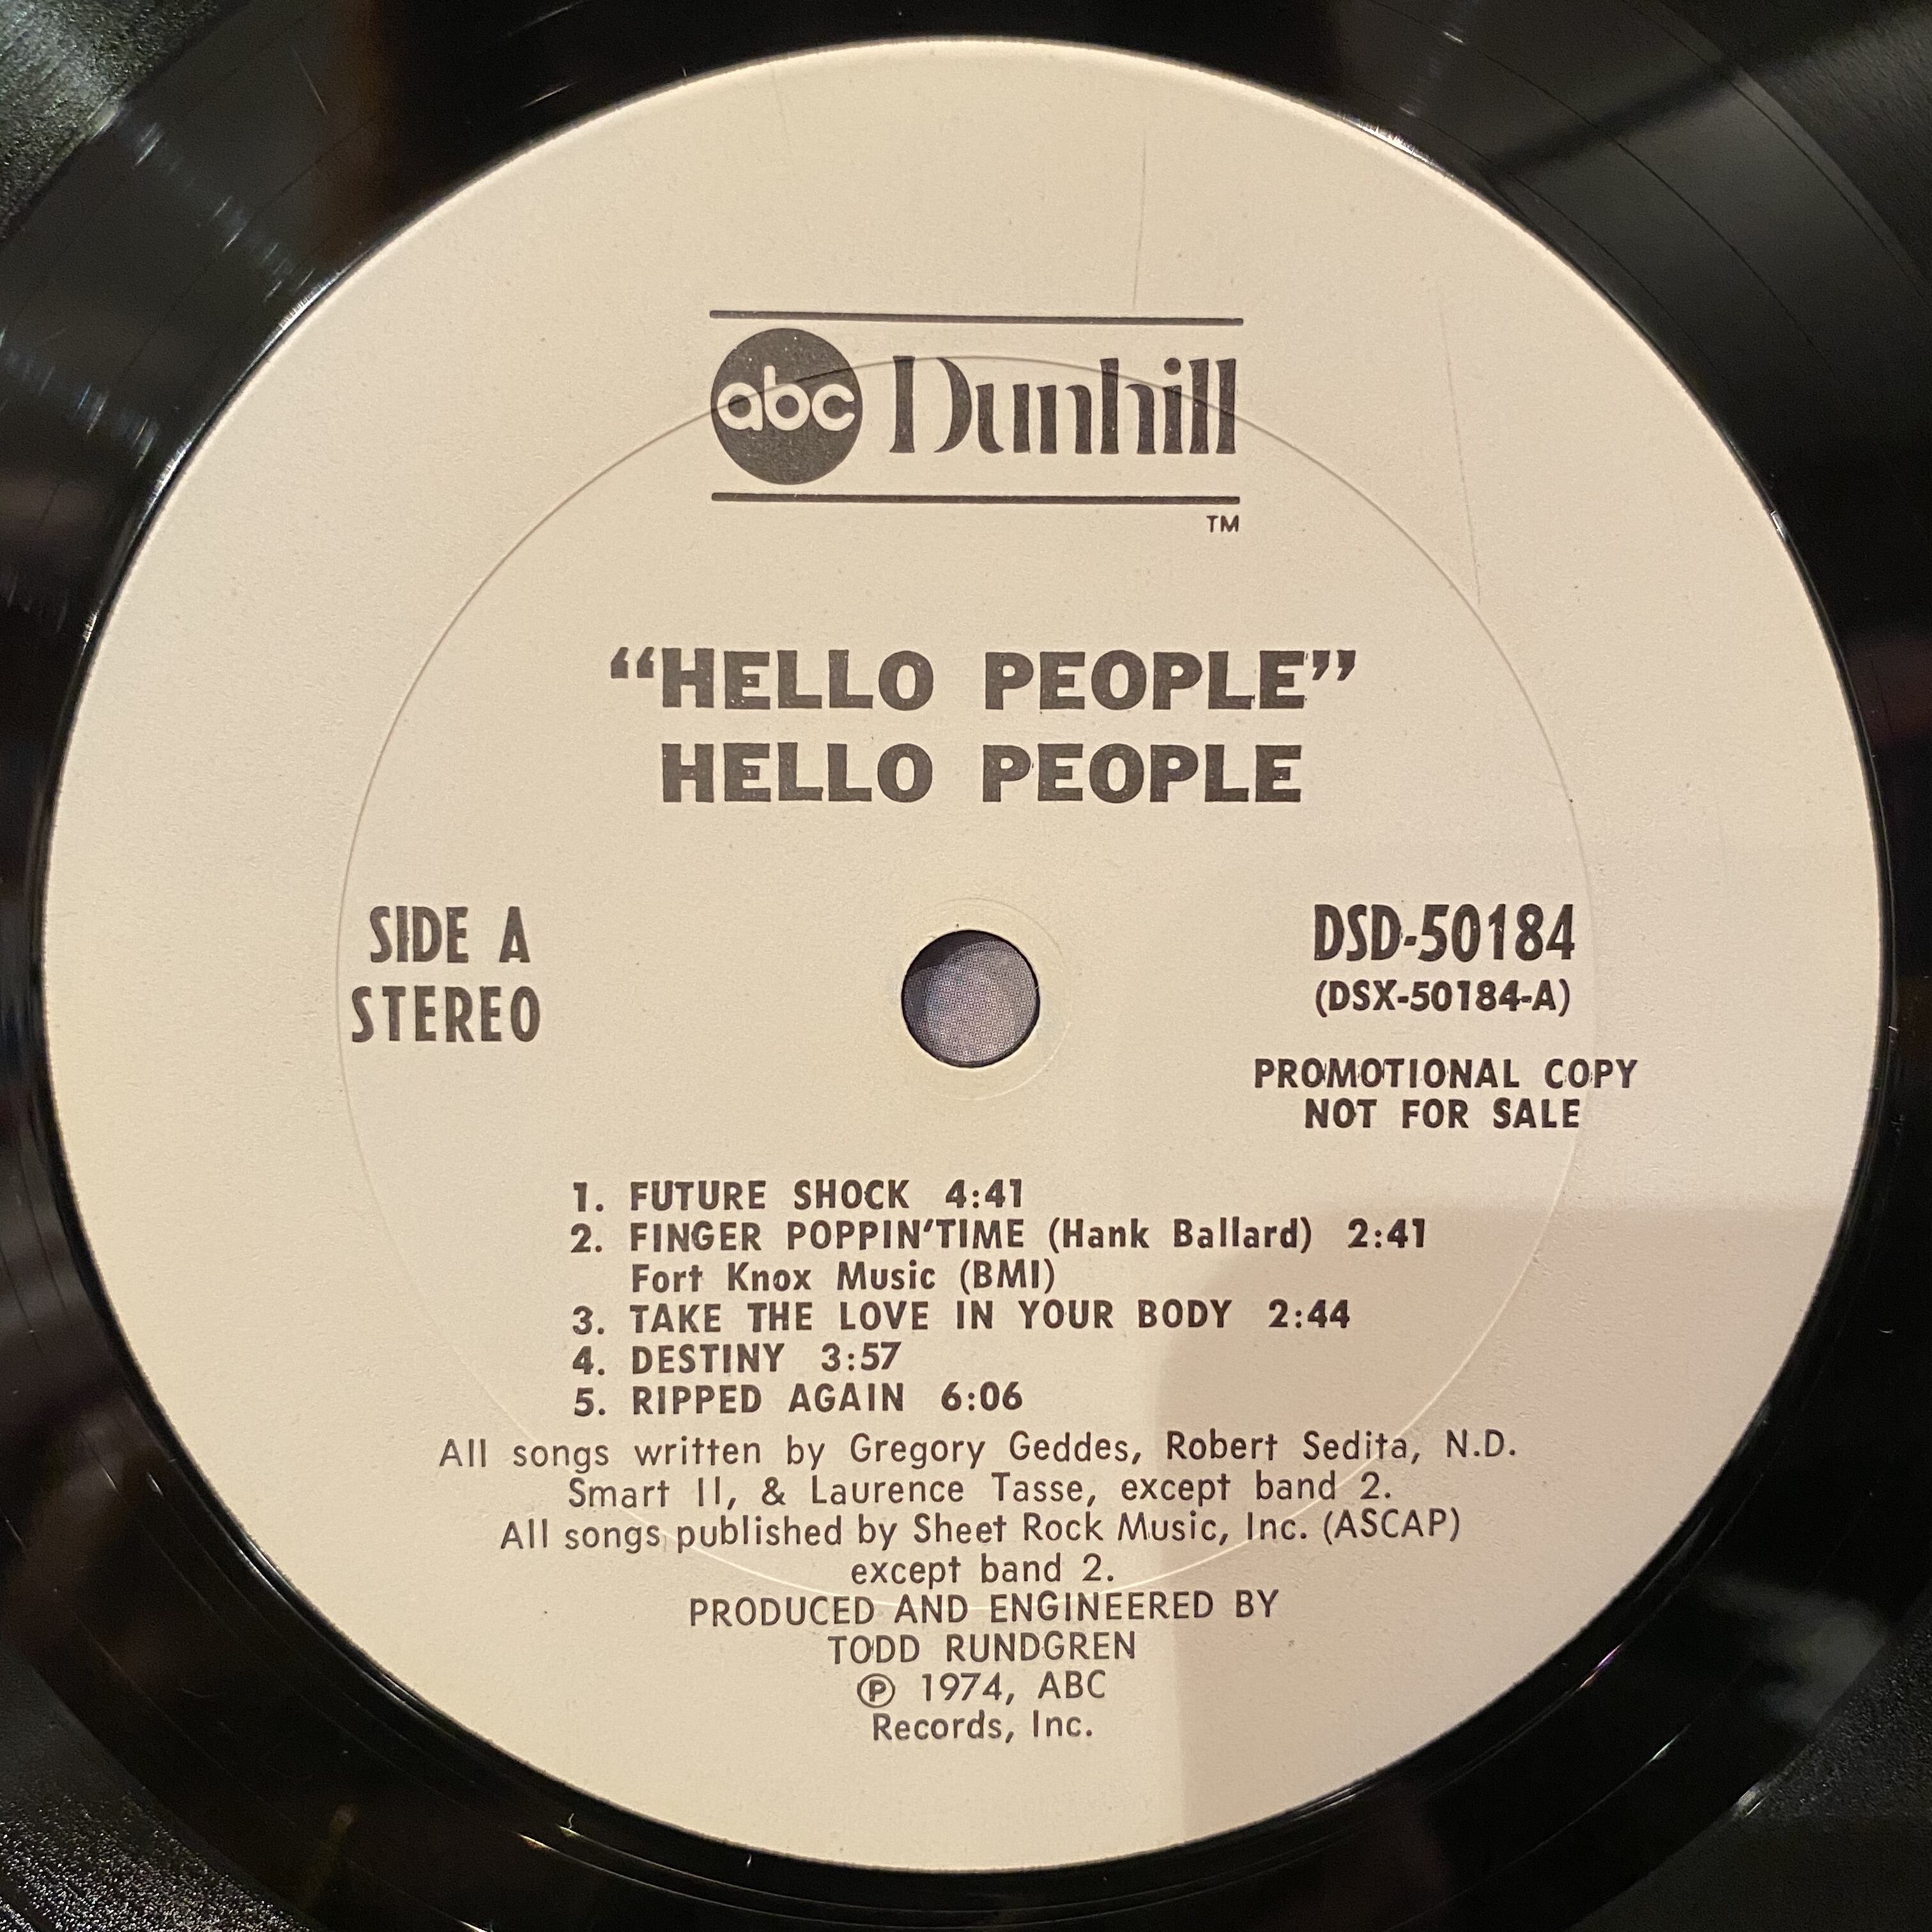 abc Dunhill
TM
“HELLO PEOPLE”
HELLO PEOPLE
SIDE A
STEREO
DSD-50184
(DSX-50184-A)
PROMOTIONAL COPY
NOT FOR SALE
1. FUTURE SHOCK 4:41
2. FINGER POPPIN'TIME (Hank Ballard) 2:41
Fort Knox Music (BMI)
3. TAKE THE LOVE IN YOUR BODY 2:44
4. DESTINY 3:57
5. RIPPED AGAIN 6:06
All songs written by Gregory Geddes, Robert Sedita, N.D.
Smart II, & Laurence Tasse, except band 2.
All songs published by Sheet Rock Music, Inc. (ASCAP)
except band 2.
PRODUCED AND ENGINEERED BY
TODD RUNDGREN
℗ 1974, ABC
Records, Inc.